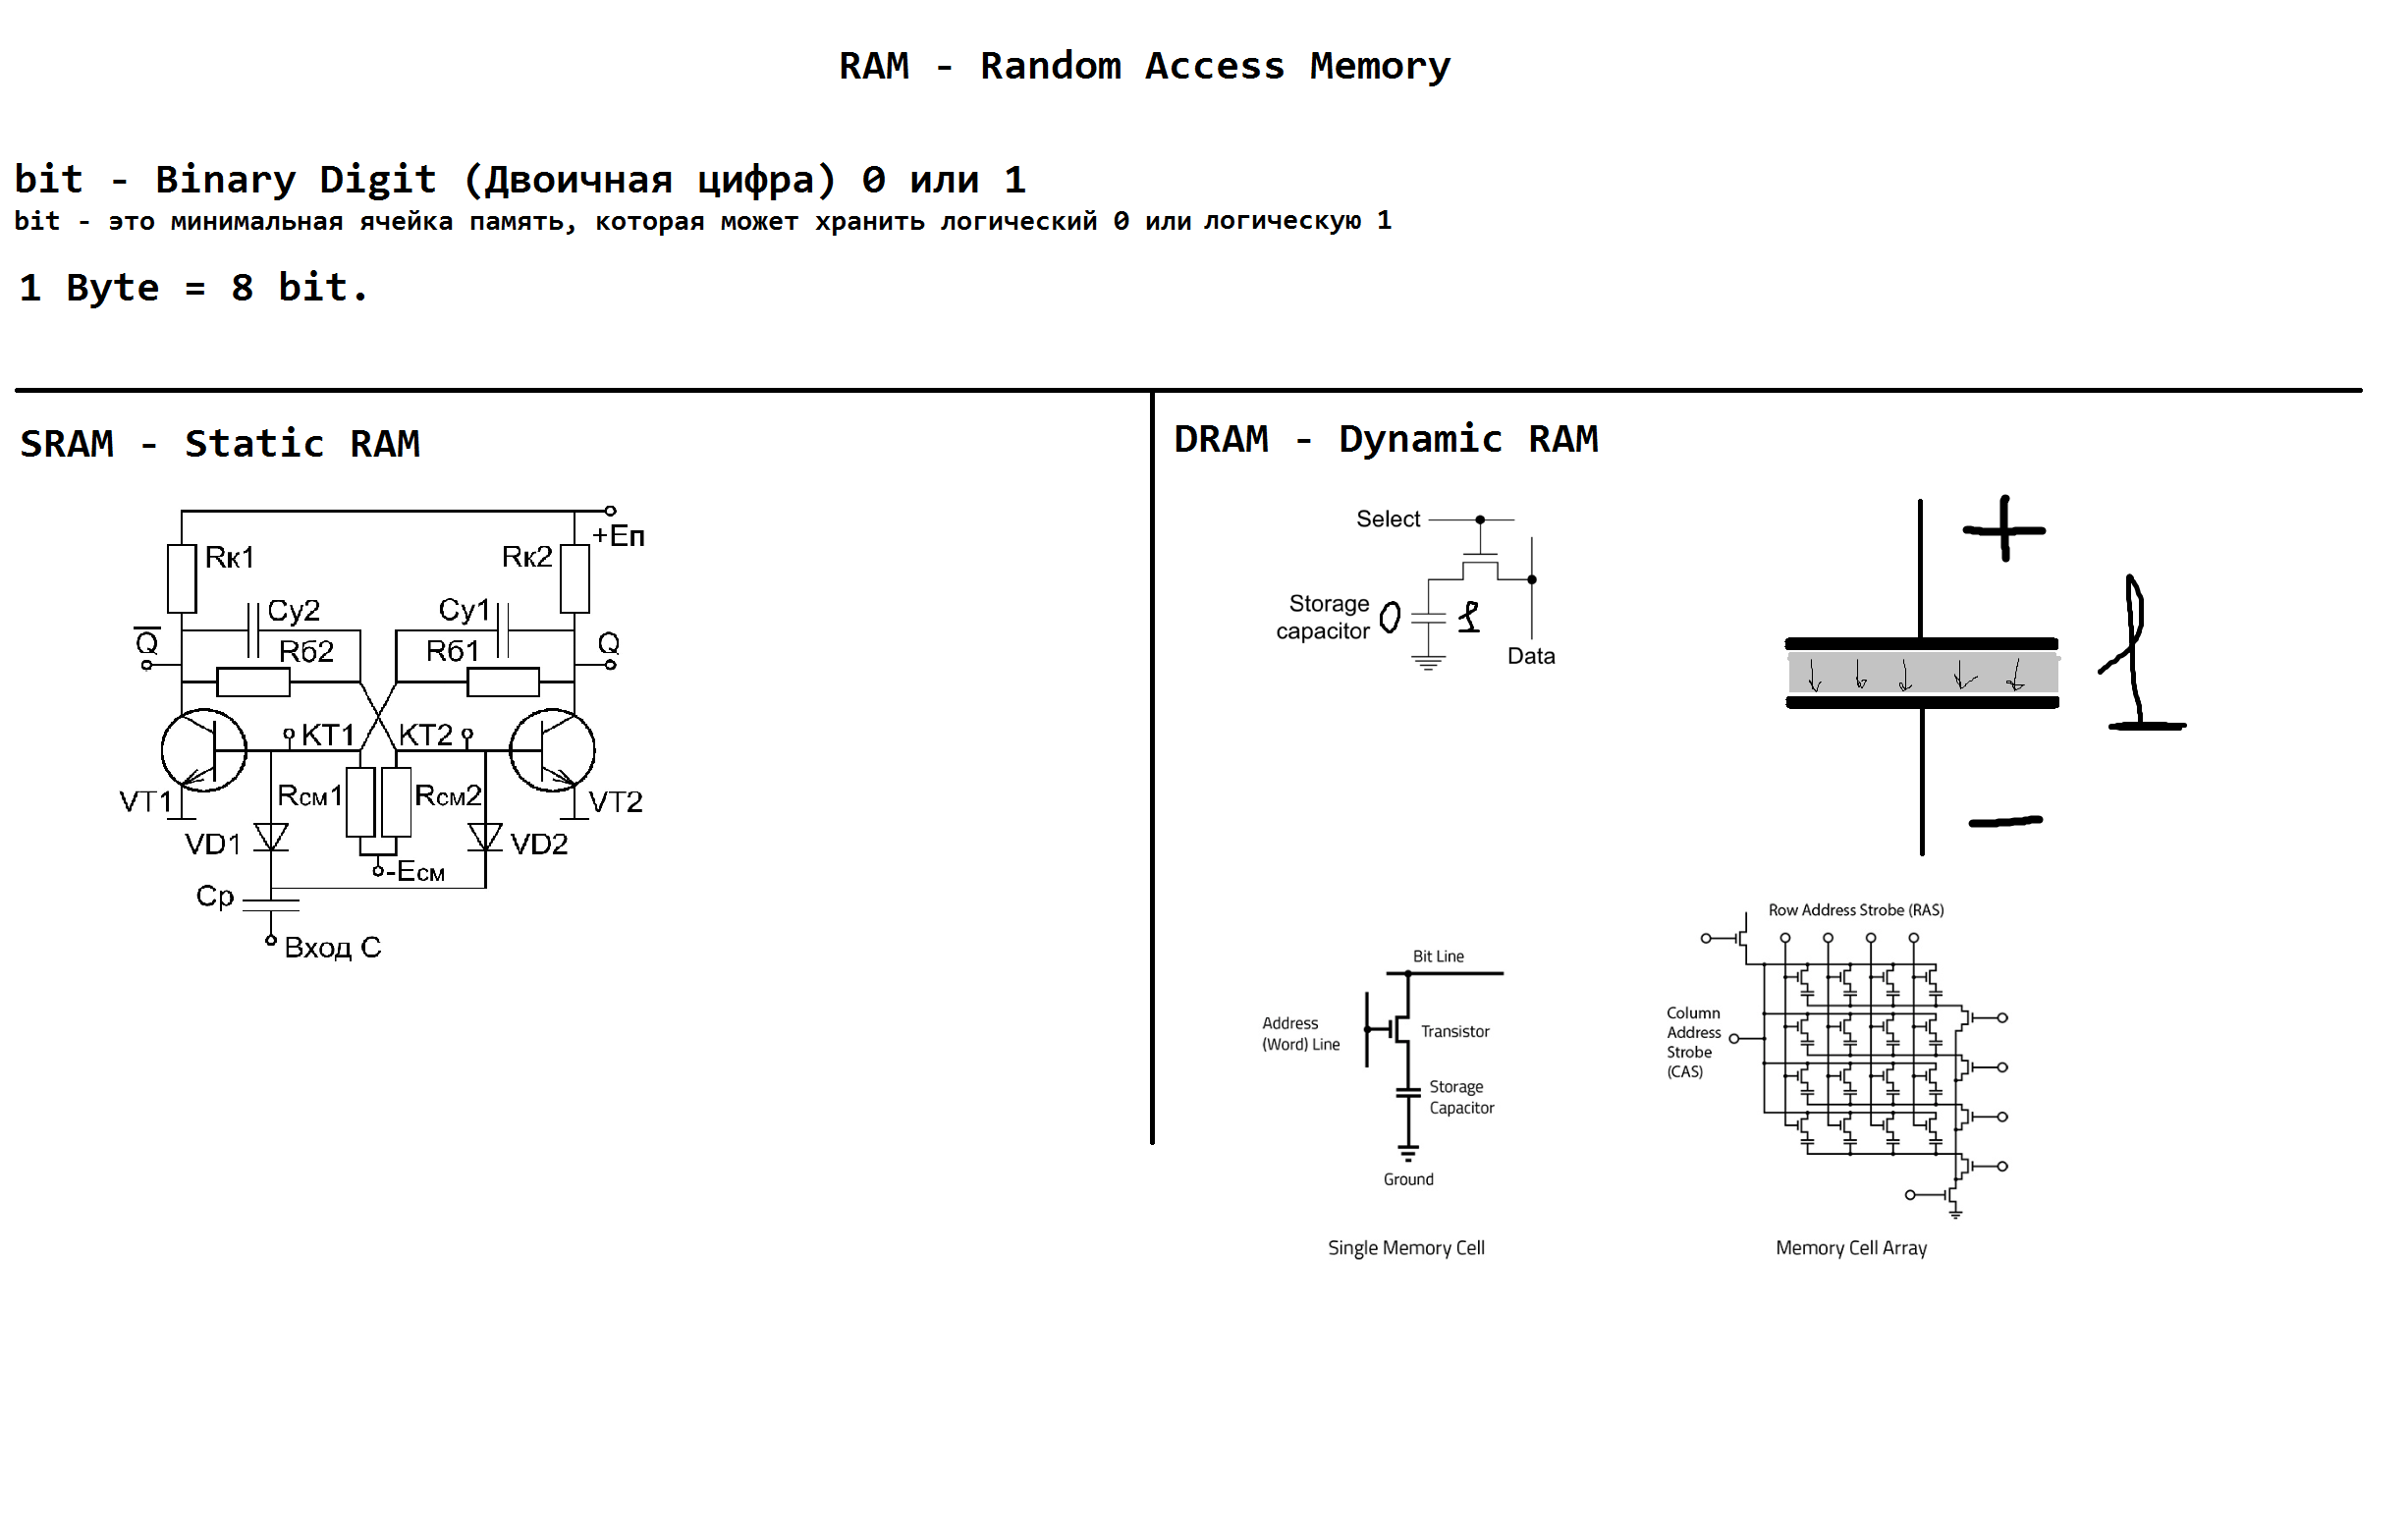 RAM - Random Access Memory
bit - Binary Digit (Двоичная цифра) 0 или 1
bit - это минимальная ячейка память, которая может хранить логический 0 или логическую 1
1 Byte = 8 bit.
SRAM - Static RAM
+Еп
Rк1
Rк2
Су2
Су1
Q
Rб2
Rб1
Q
КТ1
КТ2
VT1
Rсм1
Rсм2
VT2
VD1
VD2
-Есм
Ср
Вход С
DRAM - Dynamic RAM
Select
Storage
capacitor
0
1
Data
+
1
-
Bit Line
Address
(Word) Line
Transistor
Storage
Capacitor
Ground
Single Memory Cell
Row Address Strobe (RAS)
Column
Address
Strobe
(CAS)
Memory Cell Array